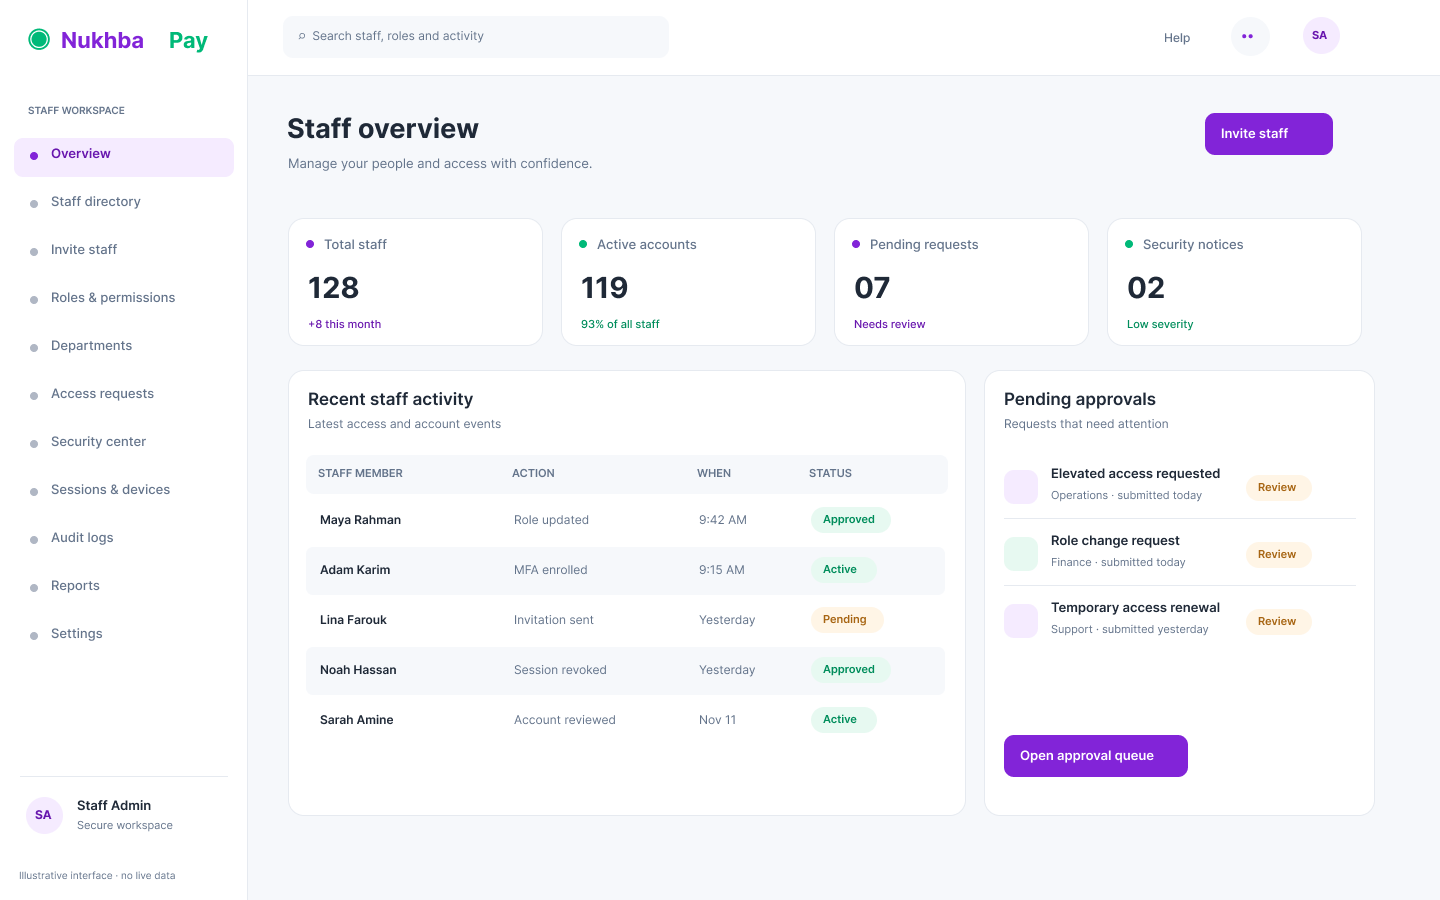 Nukhba Pay
STAFF WORKSPACE
Overview
Staff directory
Invite staff
Roles & permissions
Departments
Access requests
Security center
Sessions & devices
Audit logs
Reports
Settings
SA
Staff Admin
Secure workspace
Illustrative interface · no live data
Search staff, roles and activity
Help
SA
Staff overview
Manage your people and access with confidence.
Invite staff
Total staff
128
+8 this month
Active accounts
119
93% of all staff
Pending requests
07
Needs review
Security notices
02
Low severity
Recent staff activity
Latest access and account events
STAFF MEMBER ACTION WHEN STATUS
Maya Rahman Role updated 9:42 AM Approved
Adam Karim MFA enrolled 9:15 AM Active
Lina Farouk Invitation sent Yesterday Pending
Noah Hassan Session revoked Yesterday Approved
Sarah Amine Account reviewed Nov 11 Active
Pending approvals
Requests that need attention
Elevated access requested
Operations · submitted today
Review
Role change request
Finance · submitted today
Review
Temporary access renewal
Support · submitted yesterday
Review
Open approval queue